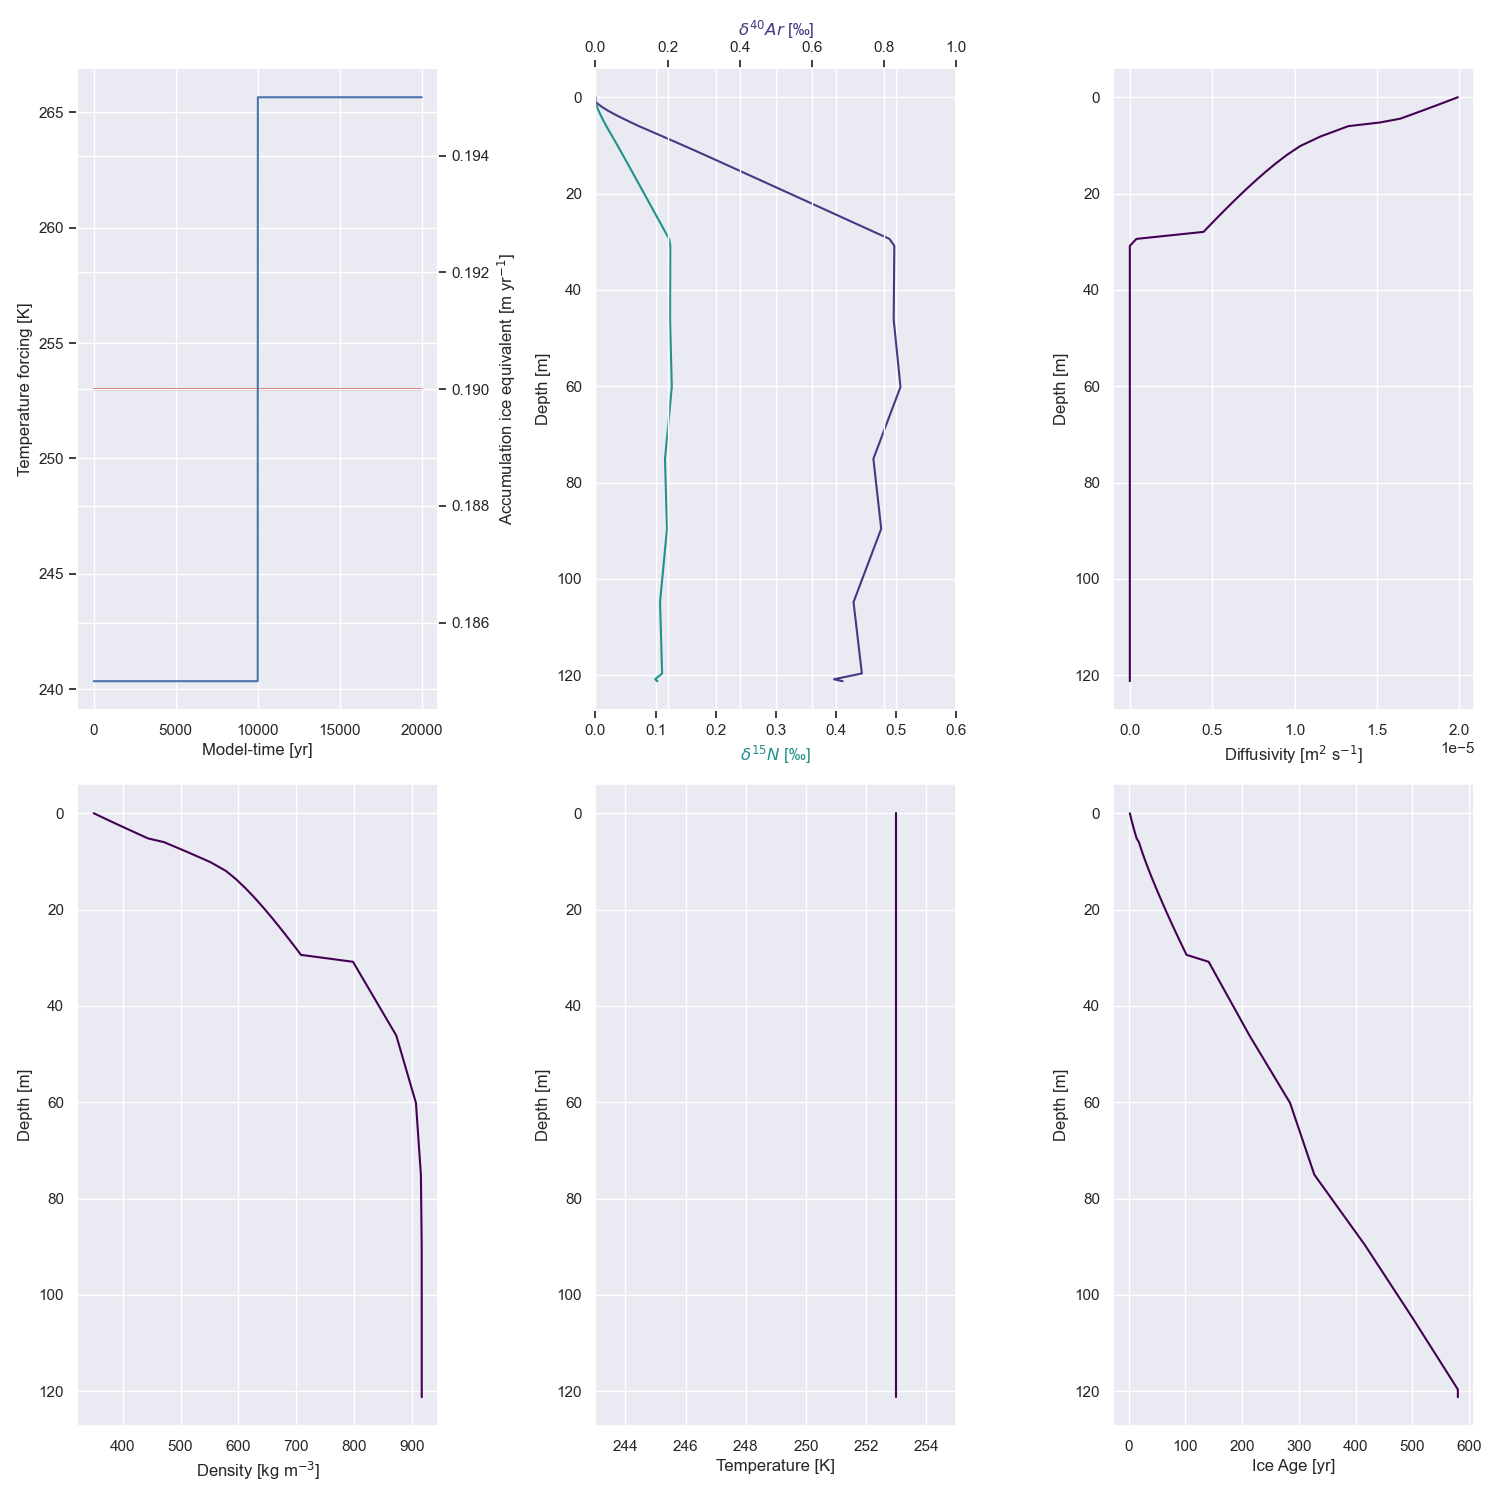 δ⁴⁰Ar [‰]
0.0 0.2 0.4 0.6 0.8 1.0
265
260
255
250
245
240
Temperature forcing [K]
0 5000 10000 15000 20000
Model-time [yr]
0.194
0.192
0.190
0.188
0.186
Accumulation ice equivalent [m yr⁻¹]
0
20
40
60
80
100
120
Depth [m]
0.0 0.1 0.2 0.3 0.4 0.5 0.6
δ¹⁵N [‰]
0
20
40
60
80
100
120
Depth [m]
0.0 0.5 1.0 1.5 2.0
1e−5
Diffusivity [m² s⁻¹]
0
20
40
60
80
100
120
Depth [m]
400 500 600 700 800 900
Density [kg m⁻³]
0
20
40
60
80
100
120
Depth [m]
244 246 248 250 252 254
Temperature [K]
0
20
40
60
80
100
120
Depth [m]
0 100 200 300 400 500 600
Ice Age [yr]